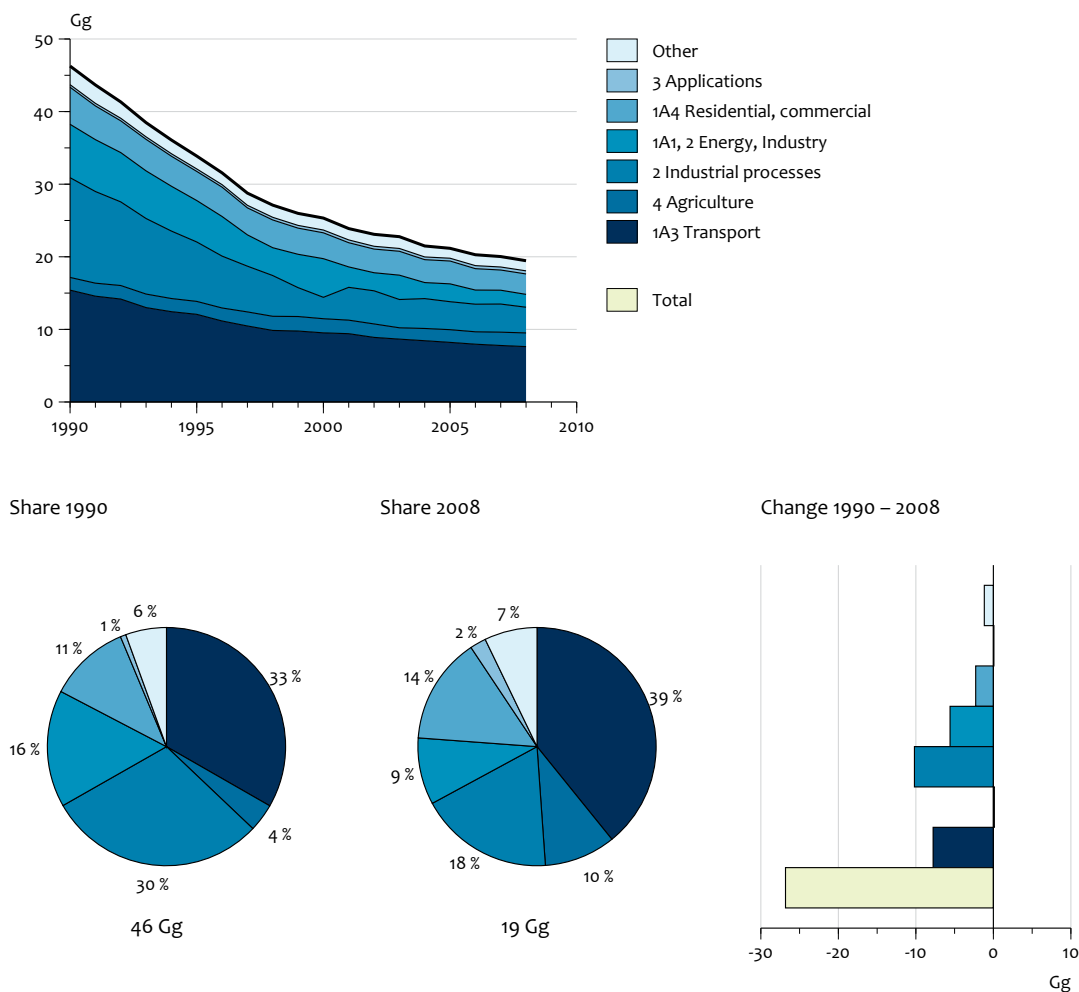 Gg
50
40
30
20
10
0
1990
1995
2000
2005
2010
Other
3 Applications
1A4 Residential, commercial
1A1, 2 Energy, Industry
2 Industrial processes
4 Agriculture
1A3 Transport
Total
Share 1990
6 %
1 %
11 %
33 %
16 %
4 %
30 %
46 Gg
Share 2008
7 %
2 %
14 %
39 %
9 %
18 %
10 %
19 Gg
Change 1990 – 2008
-30
-20
-10
0
10
Gg